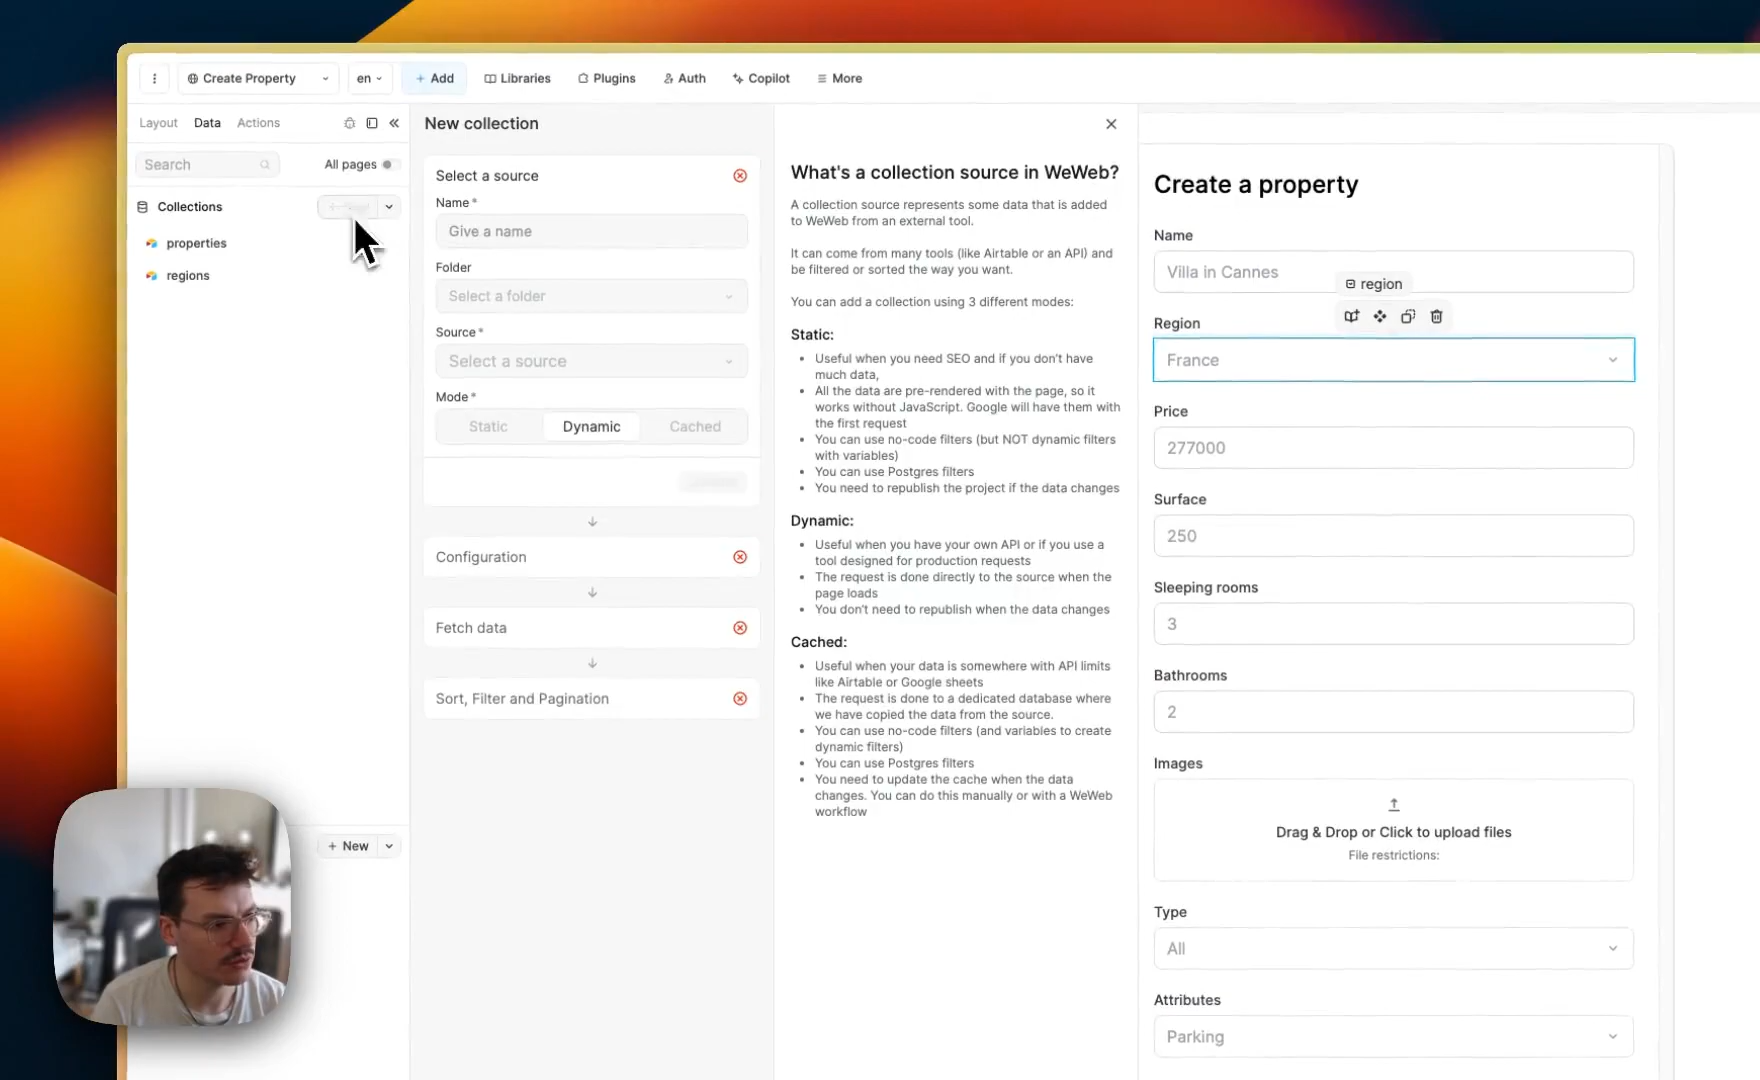 Create Property
en
+ Add
Libraries
Plugins
Auth
Copilot
More
Layout
Data
Actions
Search
All pages
Collections
properties
regions
+ New
New collection
Select a source
Name *
Give a name
Folder
Select a folder
Source *
Select a source
Mode *
Static
Dynamic
Cached
Configuration
Fetch data
Sort, Filter and Pagination
What's a collection source in WeWeb?
A collection source represents some data that is added
to WeWeb from an external tool.
It can come from many tools (like Airtable or an API) and
be filtered or sorted the way you want.
You can add a collection using 3 different modes:
Static:
• Useful when you need SEO and if you don't have
much data,
• All the data are pre-rendered with the page, so it
works without JavaScript. Google will have them with
the first request
• You can use no-code filters (but NOT dynamic filters
with variables)
• You can use Postgres filters
• You need to republish the project if the data changes
Dynamic:
• Useful when you have your own API or if you use a
tool designed for production requests
• The request is done directly to the source when the
page loads
• You don't need to republish when the data changes
Cached:
• Useful when your data is somewhere with API limits
like Airtable or Google sheets
• The request is done to a dedicated database where
we have copied the data from the source.
• You can use no-code filters (and variables to create
dynamic filters)
• You can use Postgres filters
• You need to update the cache when the data
changes. You can do this manually or with a WeWeb
workflow
Create a property
Name
Villa in Cannes
region
Region
France
Price
277000
Surface
250
Sleeping rooms
3
Bathrooms
2
Images
Drag & Drop or Click to upload files
File restrictions:
Type
All
Attributes
Parking